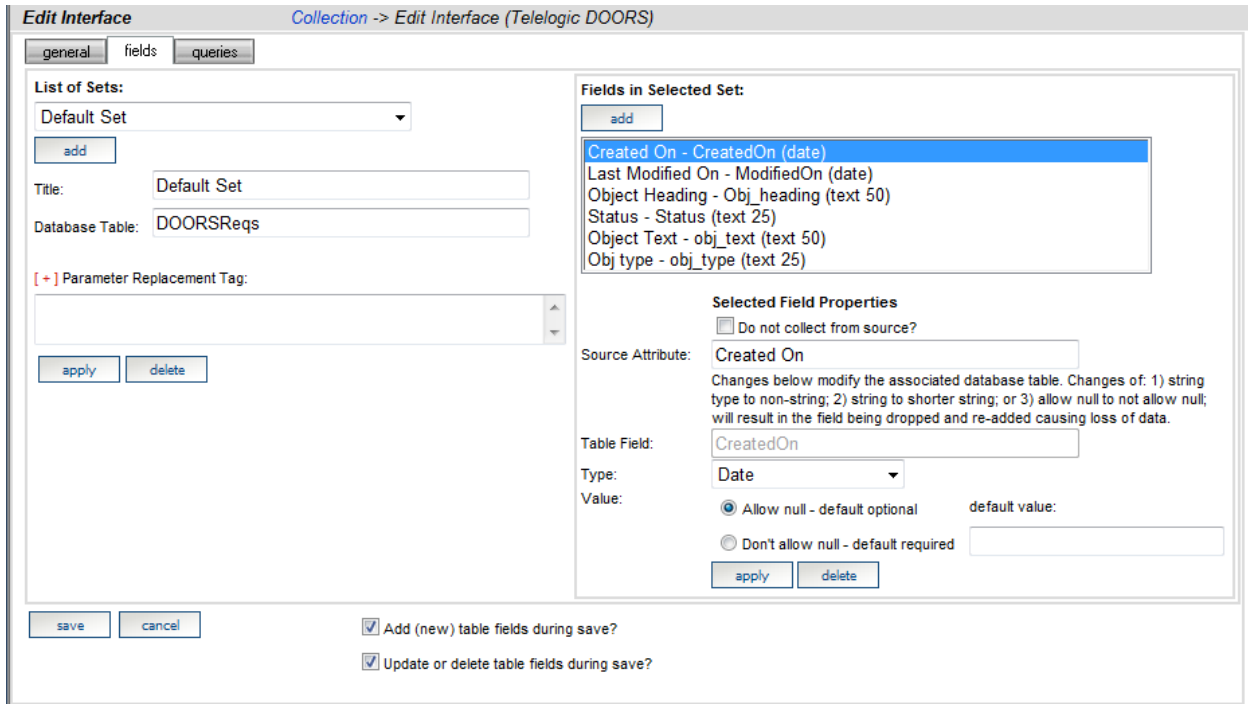 Edit Interface
Collection -> Edit Interface (Telelogic DOORS)
general
fields
queries
List of Sets:
Default Set
add
Title:
Default Set
Database Table:
DOORSReqs
[ + ] Parameter Replacement Tag:
apply
delete
Fields in Selected Set:
add
Created On - CreatedOn (date)
Last Modified On - ModifiedOn (date)
Object Heading - Obj_heading (text 50)
Status - Status (text 25)
Object Text - obj_text (text 50)
Obj type - obj_type (text 25)
Selected Field Properties
Do not collect from source?
Source Attribute:
Created On
Changes below modify the associated database table. Changes of: 1) string
type to non-string; 2) string to shorter string; or 3) allow null to not allow null;
will result in the field being dropped and re-added causing loss of data.
Table Field:
CreatedOn
Type:
Date
Value:
Allow null - default optional
default value:
Don't allow null - default required
apply
delete
save
cancel
Add (new) table fields during save?
Update or delete table fields during save?